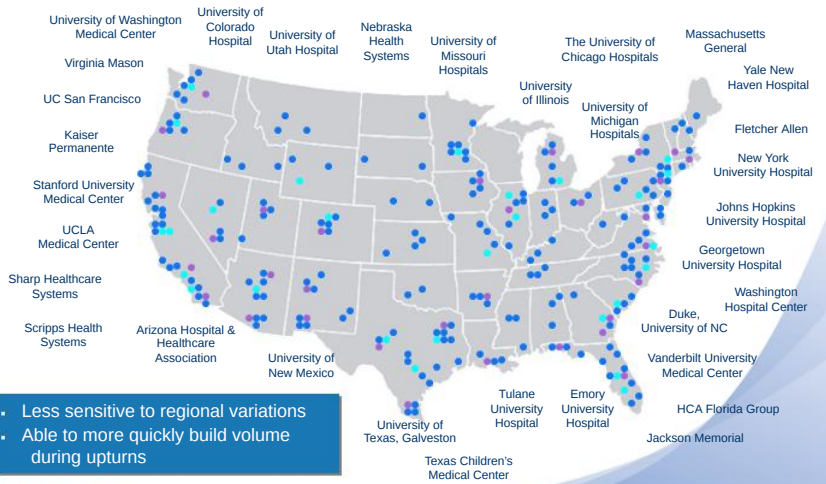 University of Washington
Medical Center
University of
Colorado
Hospital
University of
Utah Hospital
Nebraska
Health
Systems
University of
Missouri
Hospitals
The University of
Chicago Hospitals
Massachusetts
General
Virginia Mason
Yale New
Haven Hospital
UC San Francisco
University
of Illinois
University of
Michigan
Hospitals
Fletcher Allen
Kaiser
Permanente
New York
University Hospital
Stanford University
Medical Center
Johns Hopkins
University Hospital
UCLA
Medical Center
Georgetown
University Hospital
Sharp Healthcare
Systems
Washington
Hospital Center
Scripps Health
Systems
Arizona Hospital &
Healthcare
Association
University of
New Mexico
Duke,
University of NC
Vanderbilt University
Medical Center
Tulane
University
Hospital
Emory
University
Hospital
HCA Florida Group
University of
Texas, Galveston
Jackson Memorial
Texas Children's
Medical Center
▪ Less sensitive to regional variations
▪ Able to more quickly build volume
during upturns